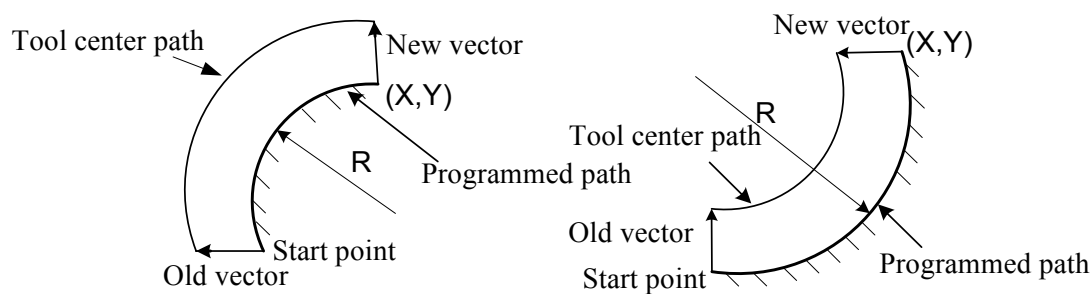 Tool center path
New vector
(X,Y)
R
Programmed path
Start point
Old vector
New vector
(X,Y)
R
Tool center path
Old vector
Start point
Programmed path